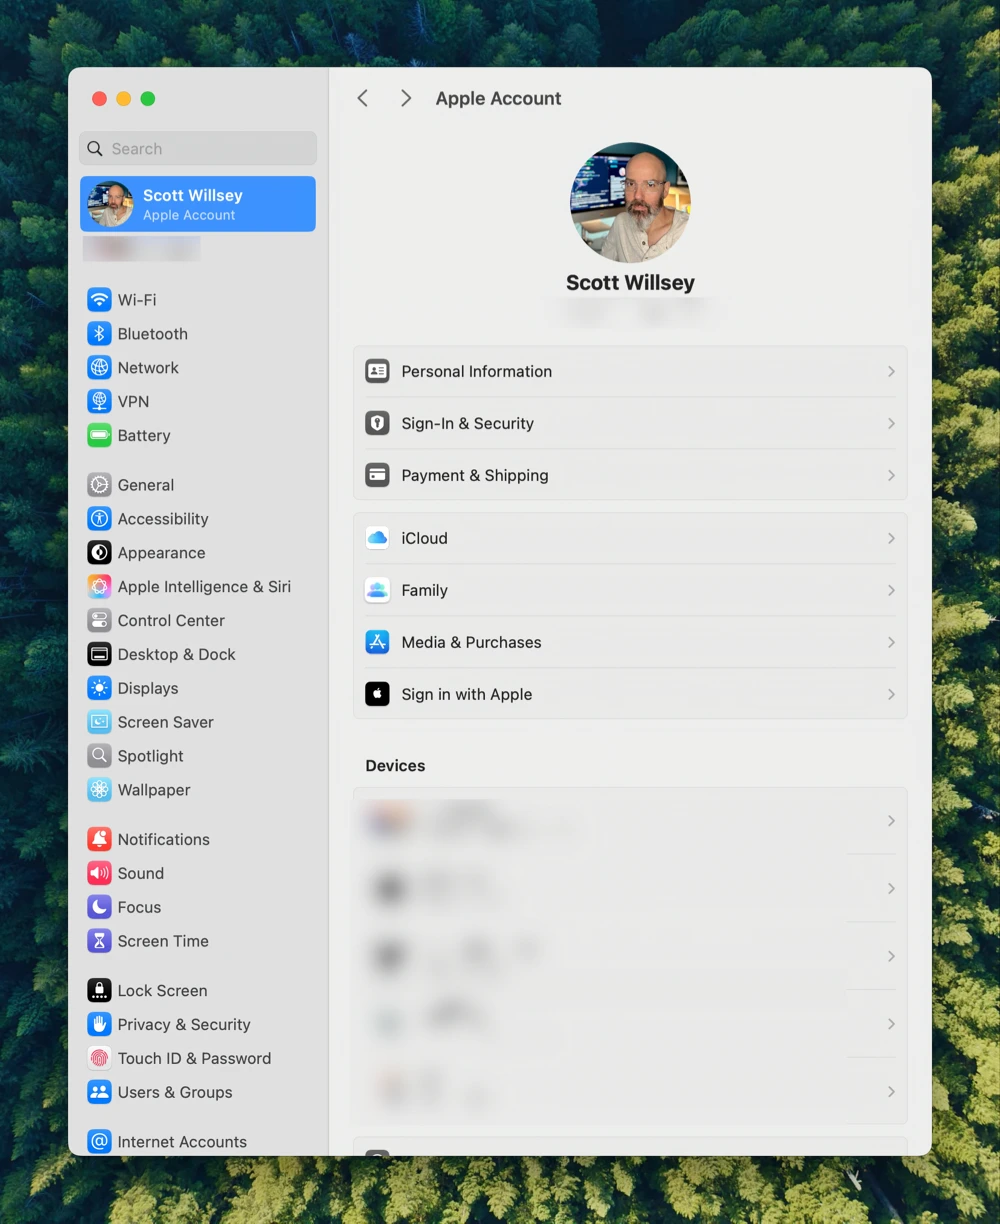 Apple Account
Search
Scott Willsey
Apple Account
Wi-Fi
Bluetooth
Network
VPN
Battery
General
Accessibility
Appearance
Apple Intelligence & Siri
Control Center
Desktop & Dock
Displays
Screen Saver
Spotlight
Wallpaper
Notifications
Sound
Focus
Screen Time
Lock Screen
Privacy & Security
Touch ID & Password
Users & Groups
Internet Accounts
Scott Willsey
Personal Information
Sign-In & Security
Payment & Shipping
iCloud
Family
Media & Purchases
Sign in with Apple
Devices